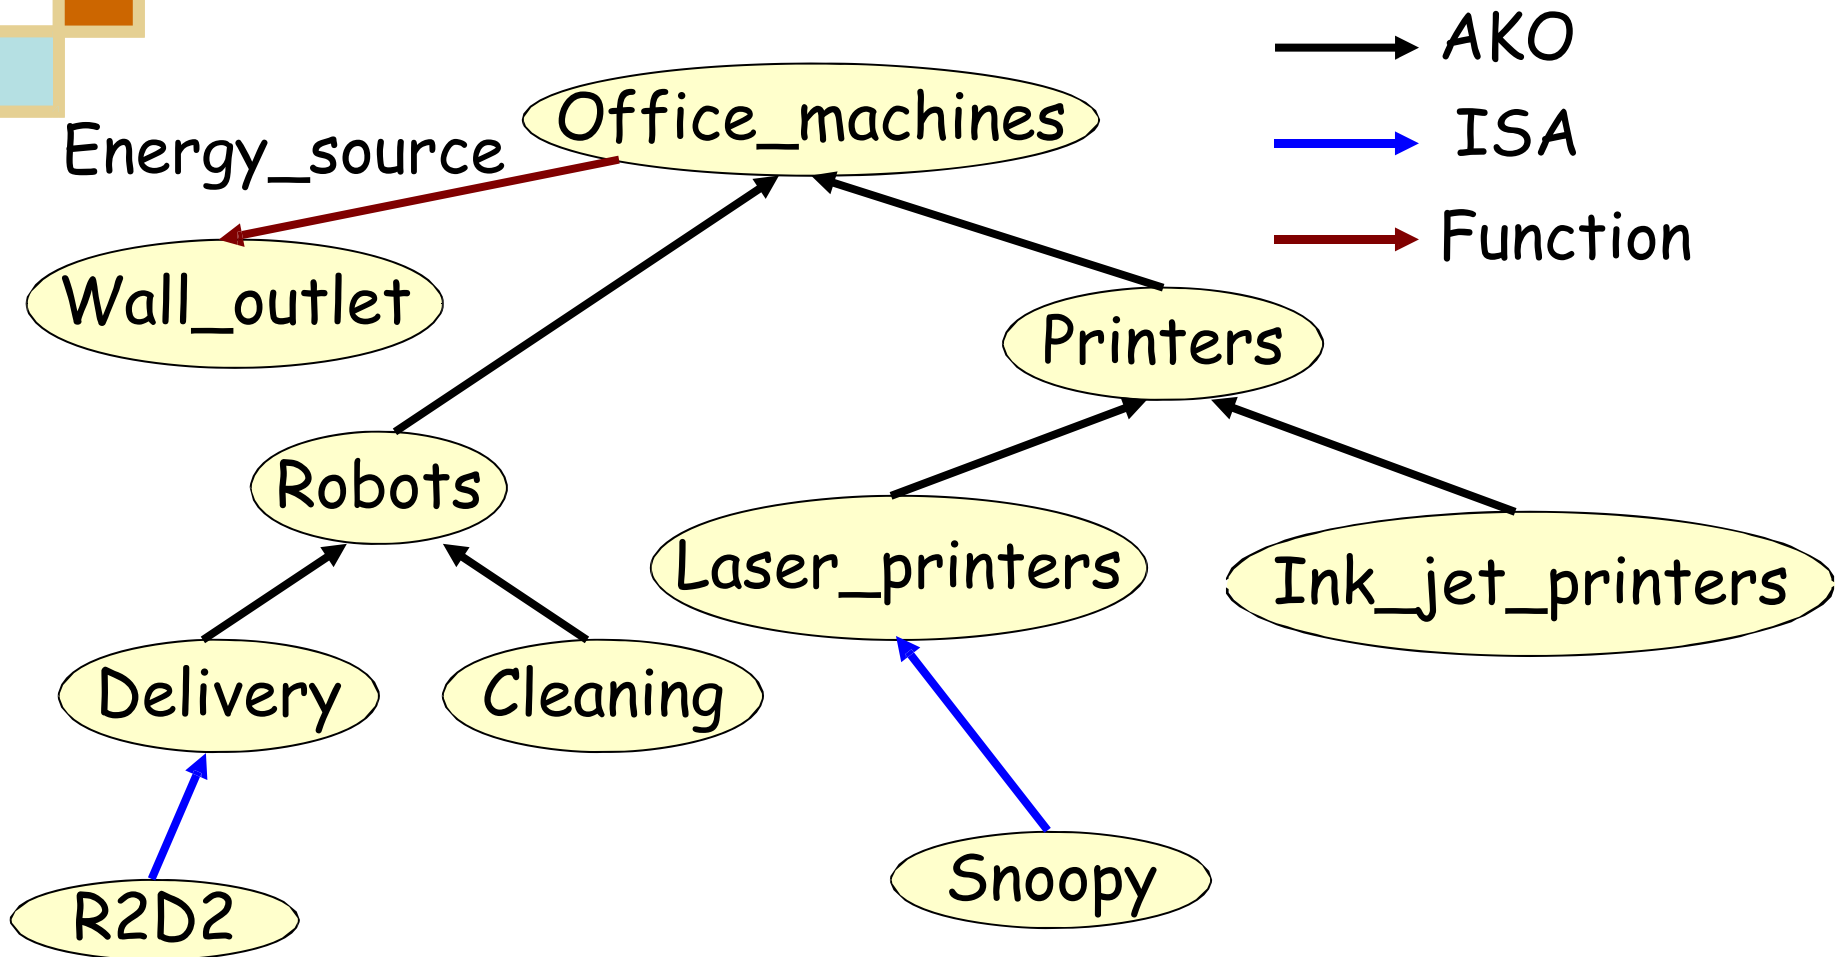 AKO
Office_machines
ISA
Energy_source
Function
Wall_outlet
Printers
Robots
Laser_printers
Ink_jet_printers
Delivery
Cleaning
Snoopy
R2D2